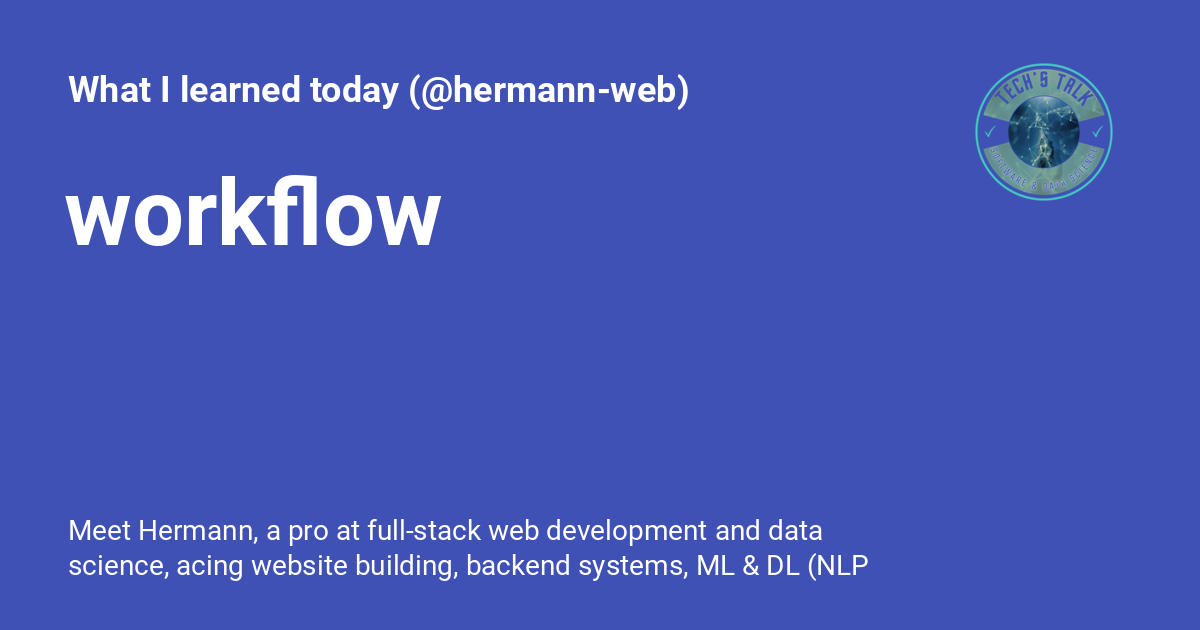 What I learned today (@hermann-web)
TECH'S TALK
workflow
SOFTWARE & DATA SCIENCE
Meet Hermann, a pro at full-stack web development and data
science, acing website building, backend systems, ML & DL (NLP